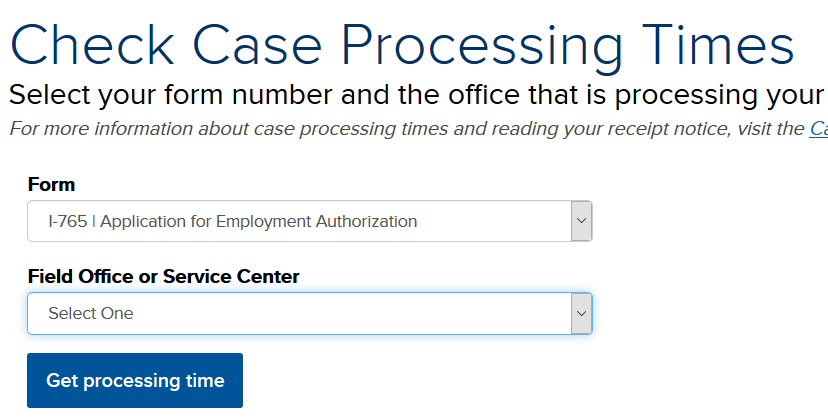 Check Case Processing Times
Select your form number and the office that is processing your
For more information about case processing times and reading your receipt notice, visit the
Form
I-765 | Application for Employment Authorization
Field Office or Service Center
Select One
Get processing time